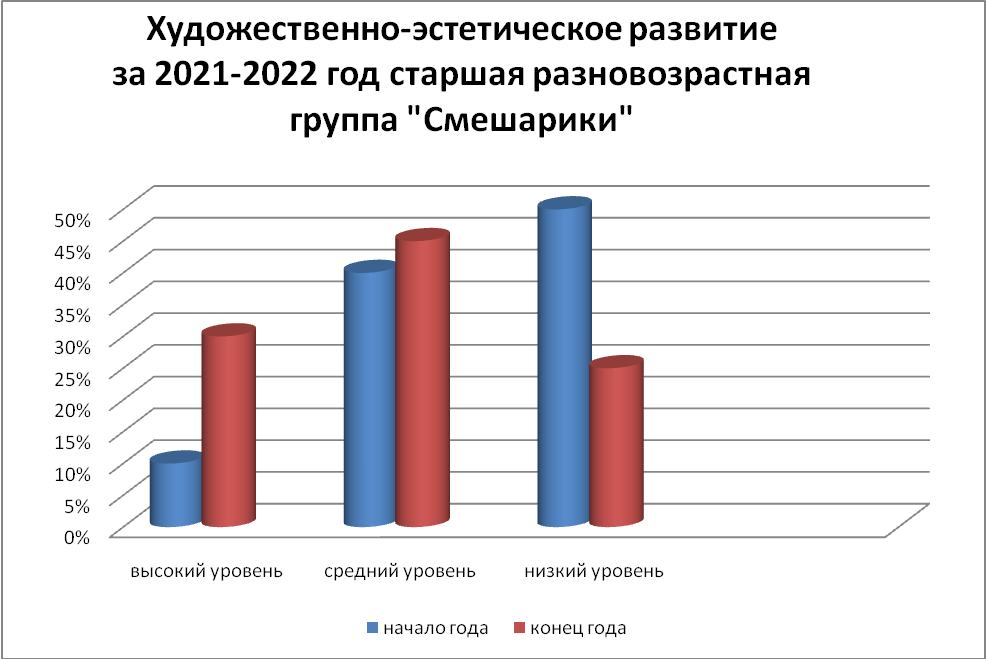 Художественно-эстетическое развитие
за 2021-2022 год старшая разновозрастная
группа "Смешарики"
50%
45%
40%
35%
30%
25%
20%
15%
10%
5%
0%
высокий уровень
средний уровень
низкий уровень
начало года
конец года